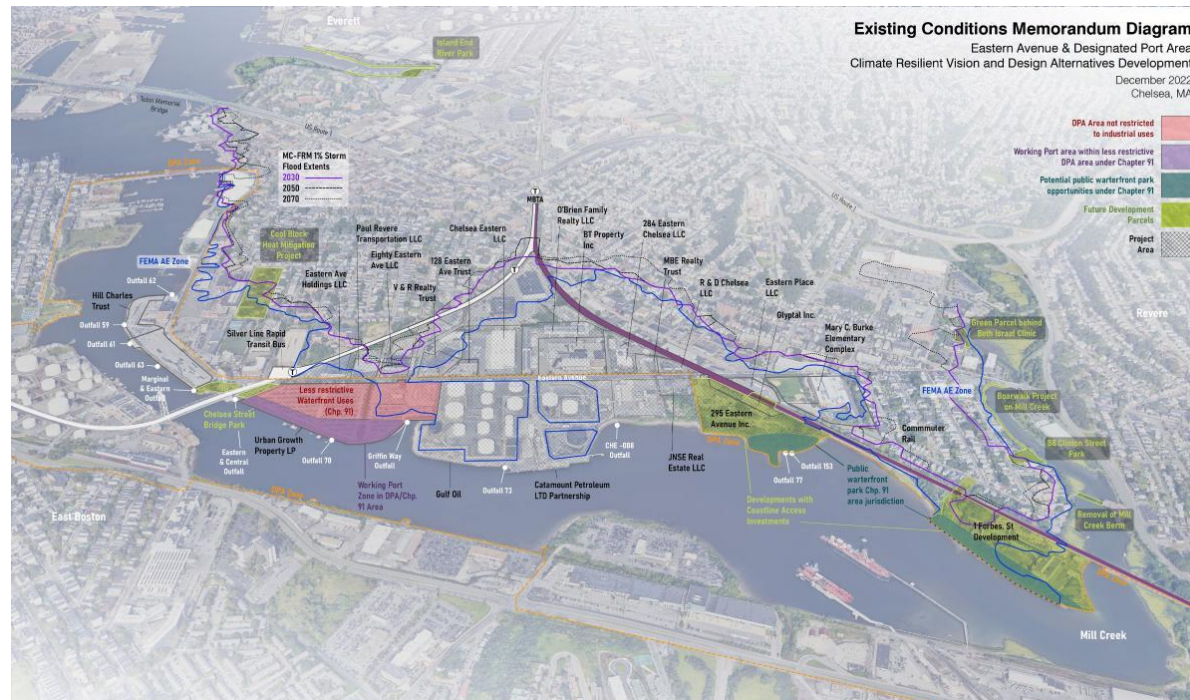 Existing Conditions Memorandum Diagram
Eastern Avenue & Designated Port Area
Climate Resilient Vision and Design Alternatives Development
December 2022
Chelsea, MA
DPA Area not restricted
to industrial uses
Working Port area within less restrictive
DPA area under Chapter 91
Potential public warterfront park
opportunities under Chapter 91
Future Development
Parcels
Project
Area
Everett
Island End
River Park
Tobin Memorial
Bridge
US Route 1
US Route 1
MC-FRM 1% Storm
Flood Extents
2030
2050
2070
T
MBTA
T
T
Cool Block
Heat Mitigation
Project
FEMA AE Zone
Outfall 62
Hill Charles
Trust
Outfall 59
Outfall 61
Outfall 63
Marginal
& Eastern
Outfall
Silver Line Rapid
Transit Bus
Eastern Ave
Holdings LLC
Paul Revere
Transportation LLC
Eighty Eastern
Ave LLC
V & R Realty
Trust
128 Eastern
Ave Trust
Chelsea Eastern
LLC
O'Brien Family
Realty LLC
BT Property
Inc
284 Eastern
Chelsea LLC
MBE Realty
Trust
R & D Chelsea
LLC
Eastern Place
LLC
Glyptal Inc.
Mary C. Burke
Elementary
Complex
Green Parcel behind
Beth Israel Clinic
Revere
FEMA AE Zone
Boarwalk Project
on Mill Creek
88 Clinton Street
Park
Removal of Mill
Creek Berm
Commmuter
Rail
Eastern Avenue
Less restrictive
Waterfront Uses
(Chp. 91)
Chelsea Street
Bridge Park
Eastern
& Central
Outfall
Urban Growth
Property LP
Outfall 70
Griffin Way
Outfall
Working Port
Zone in DPA/Chp.
91 Area
Gulf Oil
Outfall 73
Catamount Petroleum
LTD Partnership
CHE -008
Outfall
JNSE Real
Estate LLC
295 Eastern
Avenue Inc.
Outfall 77
Outfall 153
Public
warterfront
park Chp. 91
area jurisdiction
Developments with
Coastline Access
Investments
1 Forbes. St
Development
East Boston
Mill Creek